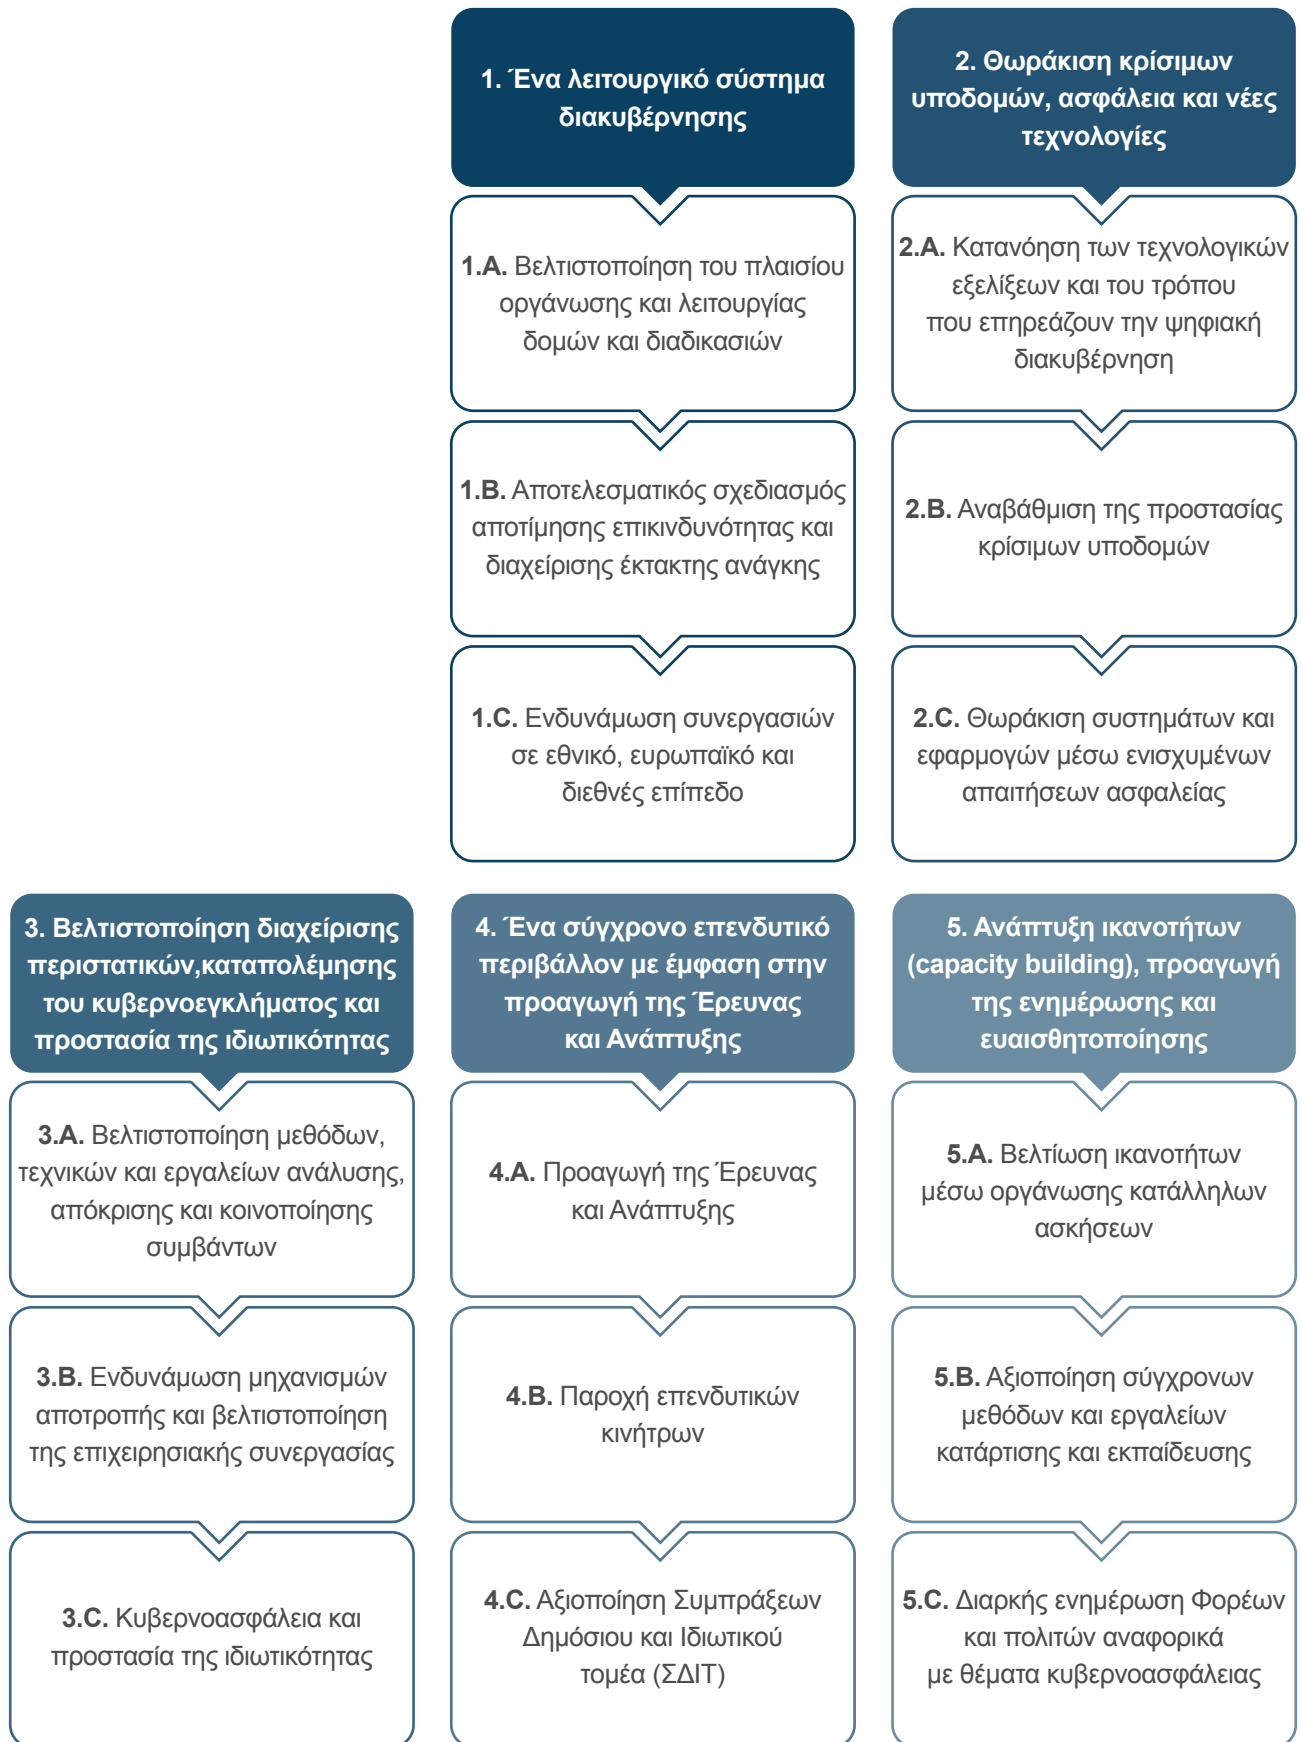 1. Ένα λειτουργικό σύστημα
διακυβέρνησης
1.A. Βελτιστοποίηση του πλαισίου
οργάνωσης και λειτουργίας
δομών και διαδικασιών
1.B. Αποτελεσματικός σχεδιασμός
αποτίμησης επικινδυνότητας και
διαχείρισης έκτακτης ανάγκης
1.C. Ενδυνάμωση συνεργασιών
σε εθνικό, ευρωπαϊκό και
διεθνές επίπεδο
2. Θωράκιση κρίσιμων
υποδομών, ασφάλεια και νέες
τεχνολογίες
2.A. Κατανόηση των τεχνολογικών
εξελίξεων και του τρόπου
που επηρεάζουν την ψηφιακή
διακυβέρνηση
2.B. Αναβάθμιση της προστασίας
κρίσιμων υποδομών
2.C. Θωράκιση συστημάτων και
εφαρμογών μέσω ενισχυμένων
απαιτήσεων ασφαλείας
3. Βελτιστοποίηση διαχείρισης
περιστατικών,καταπολέμησης
του κυβερνοεγκλήματος και
προστασία της ιδιωτικότητας
3.A. Βελτιστοποίηση μεθόδων,
τεχνικών και εργαλείων ανάλυσης,
απόκρισης και κοινοποίησης
συμβάντων
3.B. Ενδυνάμωση μηχανισμών
αποτροπής και βελτιστοποίηση
της επιχειρησιακής συνεργασίας
3.C. Κυβερνοασφάλεια και
προστασία της ιδιωτικότητας
4. Ένα σύγχρονο επενδυτικό
περιβάλλον με έμφαση στην
προαγωγή της Έρευνας
και Ανάπτυξης
4.A. Προαγωγή της Έρευνας
και Ανάπτυξης
4.B. Παροχή επενδυτικών
κινήτρων
4.C. Αξιοποίηση Συμπράξεων
Δημόσιου και Ιδιωτικού
τομέα (ΣΔΙΤ)
5. Ανάπτυξη ικανοτήτων
(capacity building), προαγωγή
της ενημέρωσης και
ευαισθητοποίησης
5.A. Βελτίωση ικανοτήτων
μέσω οργάνωσης κατάλληλων
ασκήσεων
5.B. Αξιοποίηση σύγχρονων
μεθόδων και εργαλείων
κατάρτισης και εκπαίδευσης
5.C. Διαρκής ενημέρωση Φορέων
και πολιτών αναφορικά
με θέματα κυβερνοασφάλειας